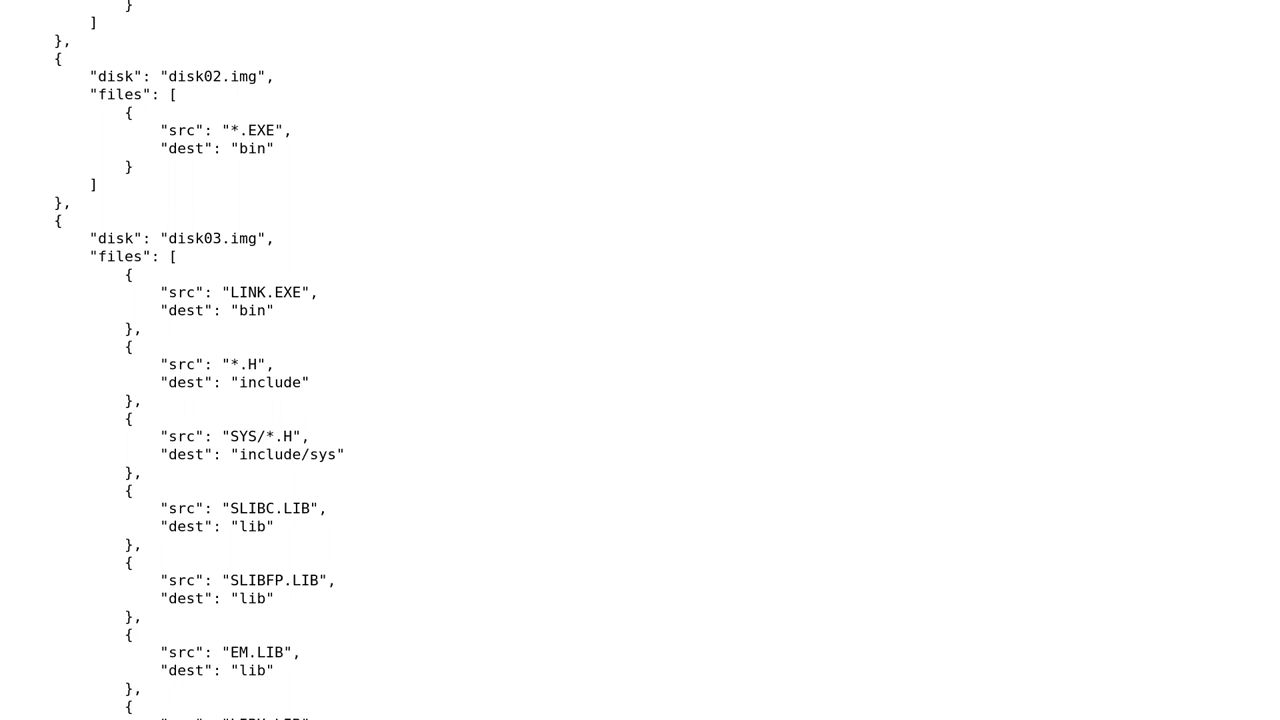 }
]
},
{
"disk": "disk02.img",
"files": [
{
"src": "*.EXE",
"dest": "bin"
}
]
},
{
"disk": "disk03.img",
"files": [
{
"src": "LINK.EXE",
"dest": "bin"
},
{
"src": "*.H",
"dest": "include"
},
{
"src": "SYS/*.H",
"dest": "include/sys"
},
{
"src": "SLIBC.LIB",
"dest": "lib"
},
{
"src": "SLIBFP.LIB",
"dest": "lib"
},
{
"src": "EM.LIB",
"dest": "lib"
},
{